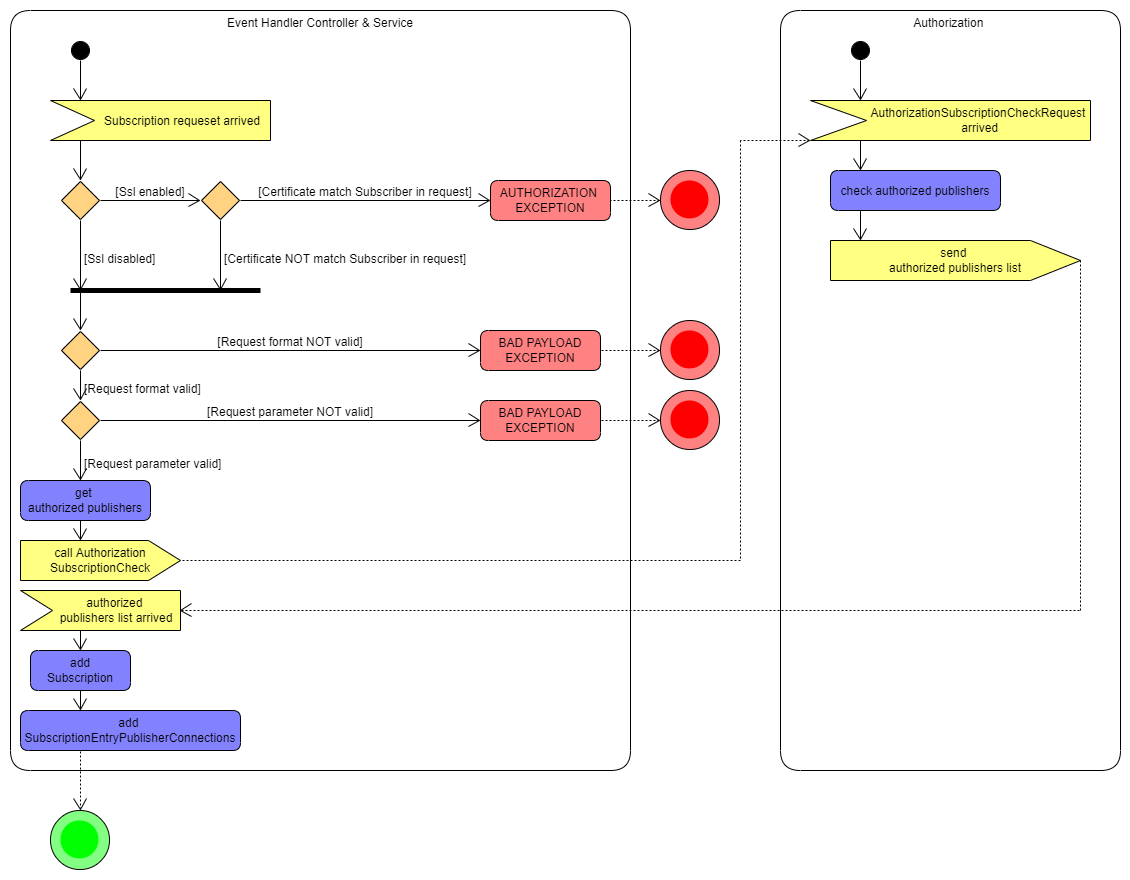 Event Handler Controller & Service
Subscription requeset arrived
[Ssl enabled]
[Certificate match Subscriber in request]
AUTHORIZATION
EXCEPTION
[Ssl disabled]
[Certificate NOT match Subscriber in request]
[Request format NOT valid]
BAD PAYLOAD
EXCEPTION
[Request format valid]
[Request parameter NOT valid]
BAD PAYLOAD
EXCEPTION
[Request parameter valid]
get
authorized publishers
call Authorization
SubscriptionCheck
authorized
publishers list arrived
add
Subscription
add
SubscriptionEntryPublisherConnections
Authorization
AuthorizationSubscriptionCheckRequest
arrived
check authorized publishers
send
authorized publishers list